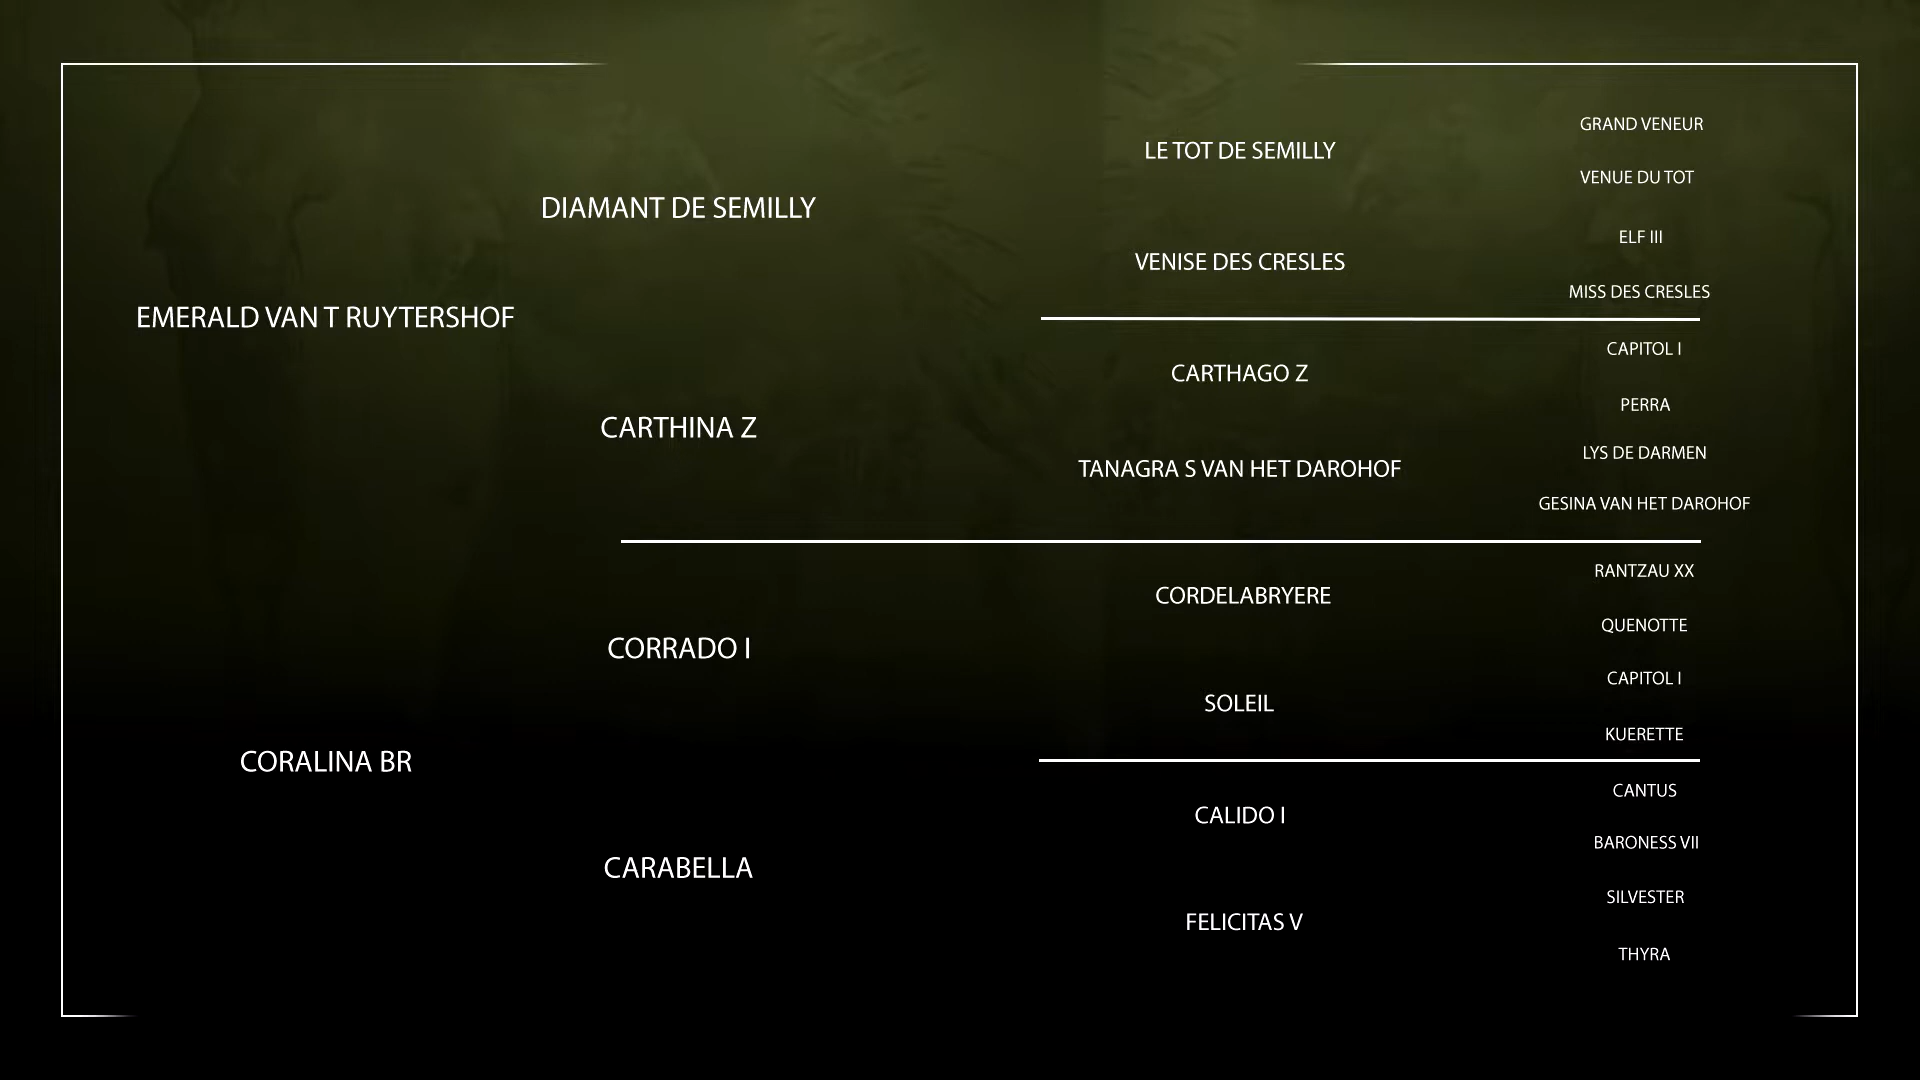 EMERALD VAN T RUYTERSHOF
DIAMANT DE SEMILLY
LE TOT DE SEMILLY
GRAND VENEUR
VENUE DU TOT
VENISE DES CRESLES
ELF III
MISS DES CRESLES
CARTHINA Z
CARTHAGO Z
CAPITOL I
PERRA
TANAGRA S VAN HET DAROHOF
LYS DE DARMEN
GESINA VAN HET DAROHOF
CORALINA BR
CORRADO I
CORDELABRYERE
RANTZAU XX
QUENOTTE
SOLEIL
CAPITOL I
KUERETTE
CARABELLA
CALIDO I
CANTUS
BARONESS VII
FELICITAS V
SILVESTER
THYRA